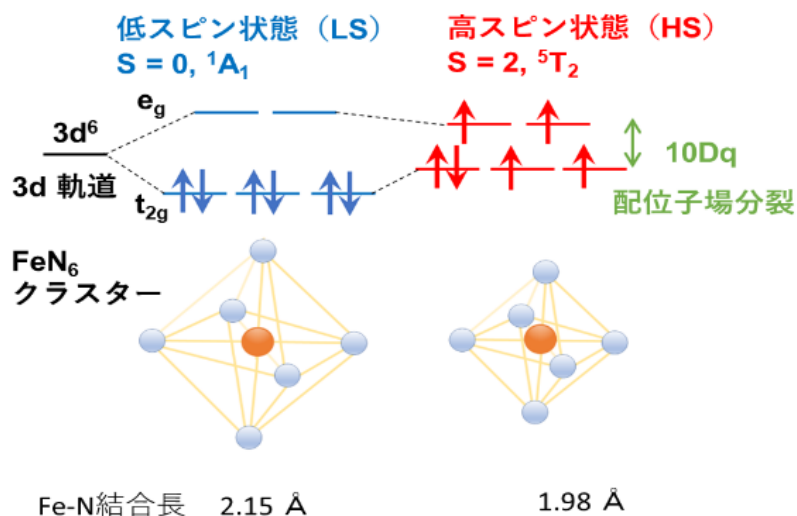 低スピン状態（LS）
S = 0, ¹A₁
高スピン状態（HS）
S = 2, ⁵T₂
e_g
3d⁶
3d 軌道
t₂g
10Dq
配位子場分裂
FeN₆
クラスター
Fe-N結合長 2.15 Å 1.98 Å